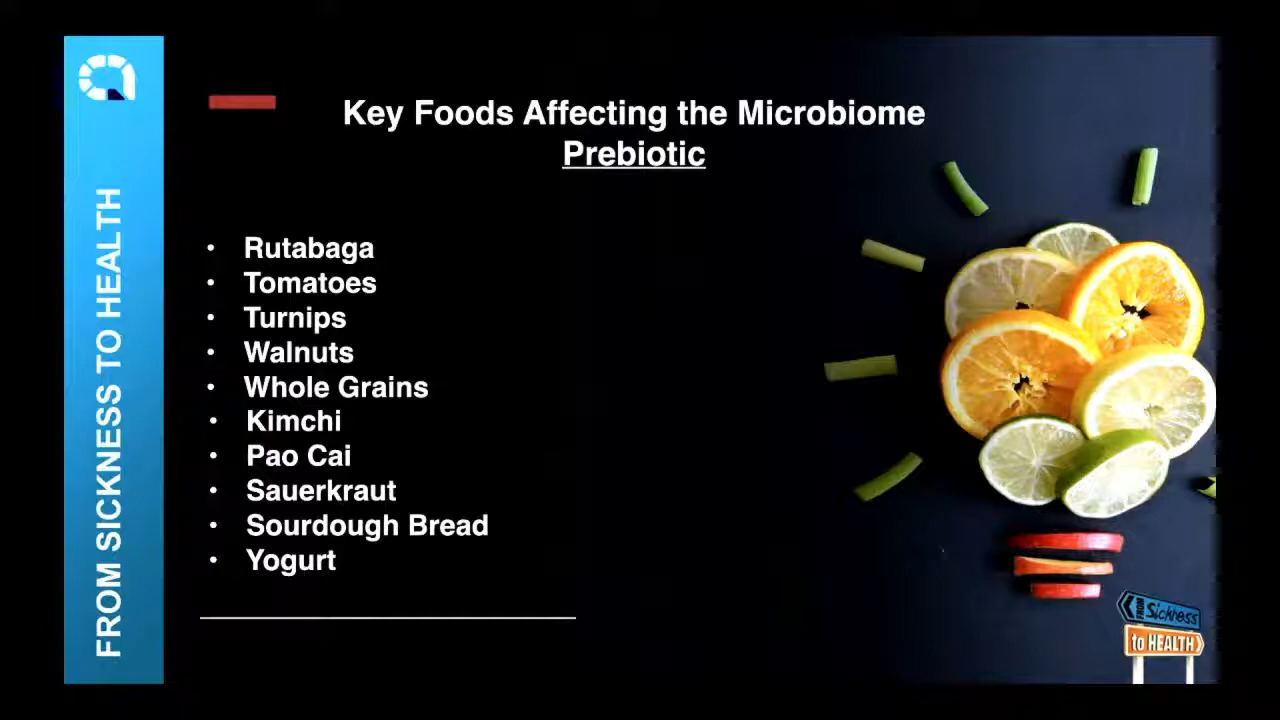 FROM SICKNESS TO HEALTH
Key Foods Affecting the Microbiome
Prebiotic
• Rutabaga
• Tomatoes
• Turnips
• Walnuts
• Whole Grains
• Kimchi
• Pao Cai
• Sauerkraut
• Sourdough Bread
• Yogurt
FROM Sickness
to HEALTH